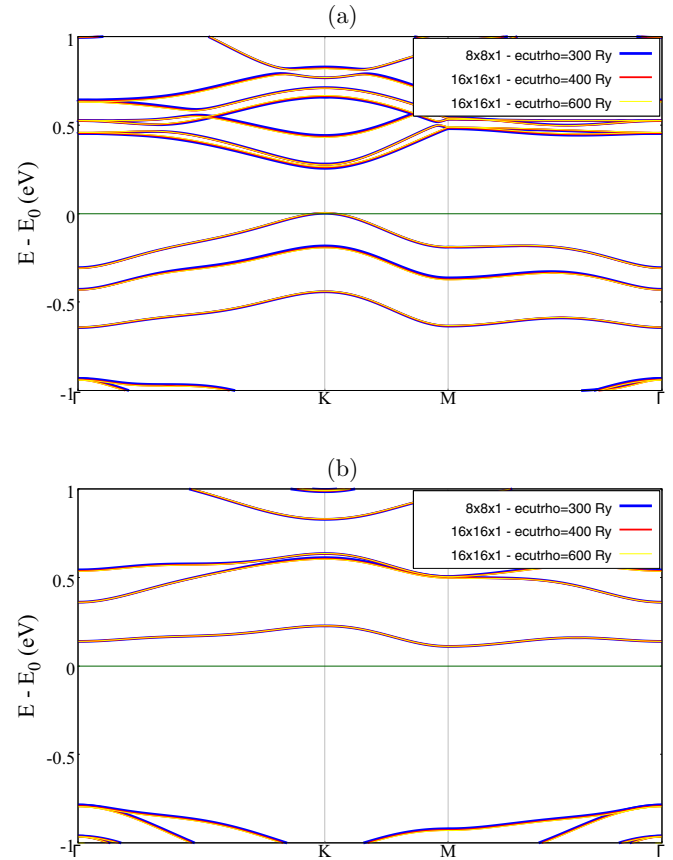 (a)
1
0.5
0
-0.5
-1
E - E0 (eV)
8x8x1 - ecutrho=300 Ry
16x16x1 - ecutrho=400 Ry
16x16x1 - ecutrho=600 Ry
Γ K M Γ
(b)
1
0.5
0
-0.5
-1
E - E0 (eV)
8x8x1 - ecutrho=300 Ry
16x16x1 - ecutrho=400 Ry
16x16x1 - ecutrho=600 Ry
Γ K M Γ